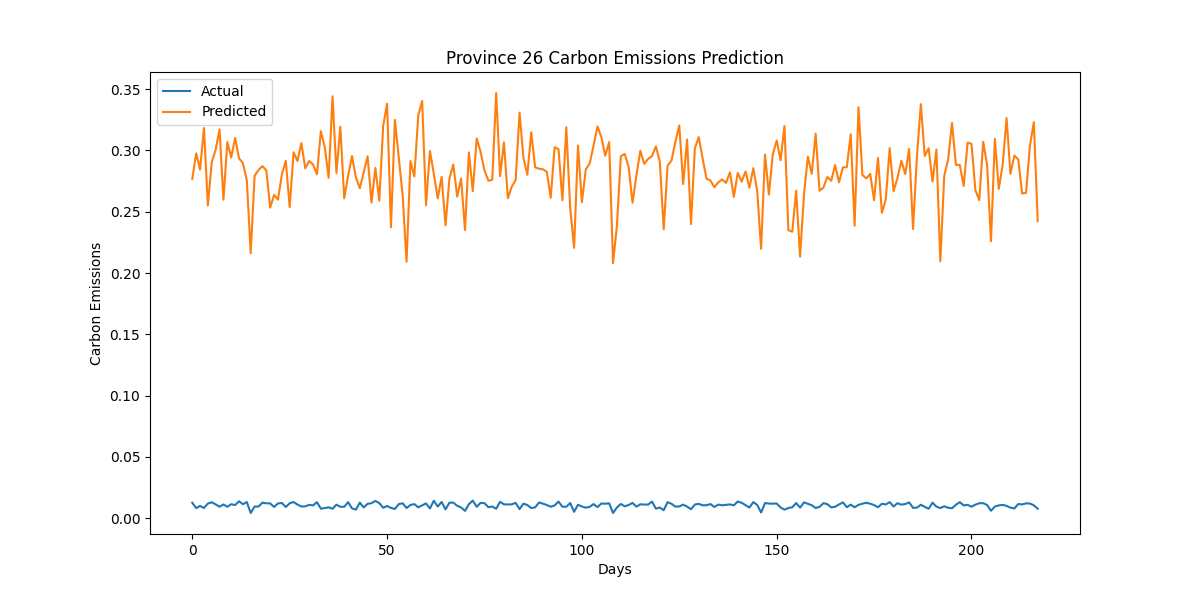 Province 26 Carbon Emissions Prediction
Actual
Predicted
0.35
0.30
0.25
0.20
0.15
0.10
0.05
0.00
Carbon Emissions
0 50 100 150 200
Days